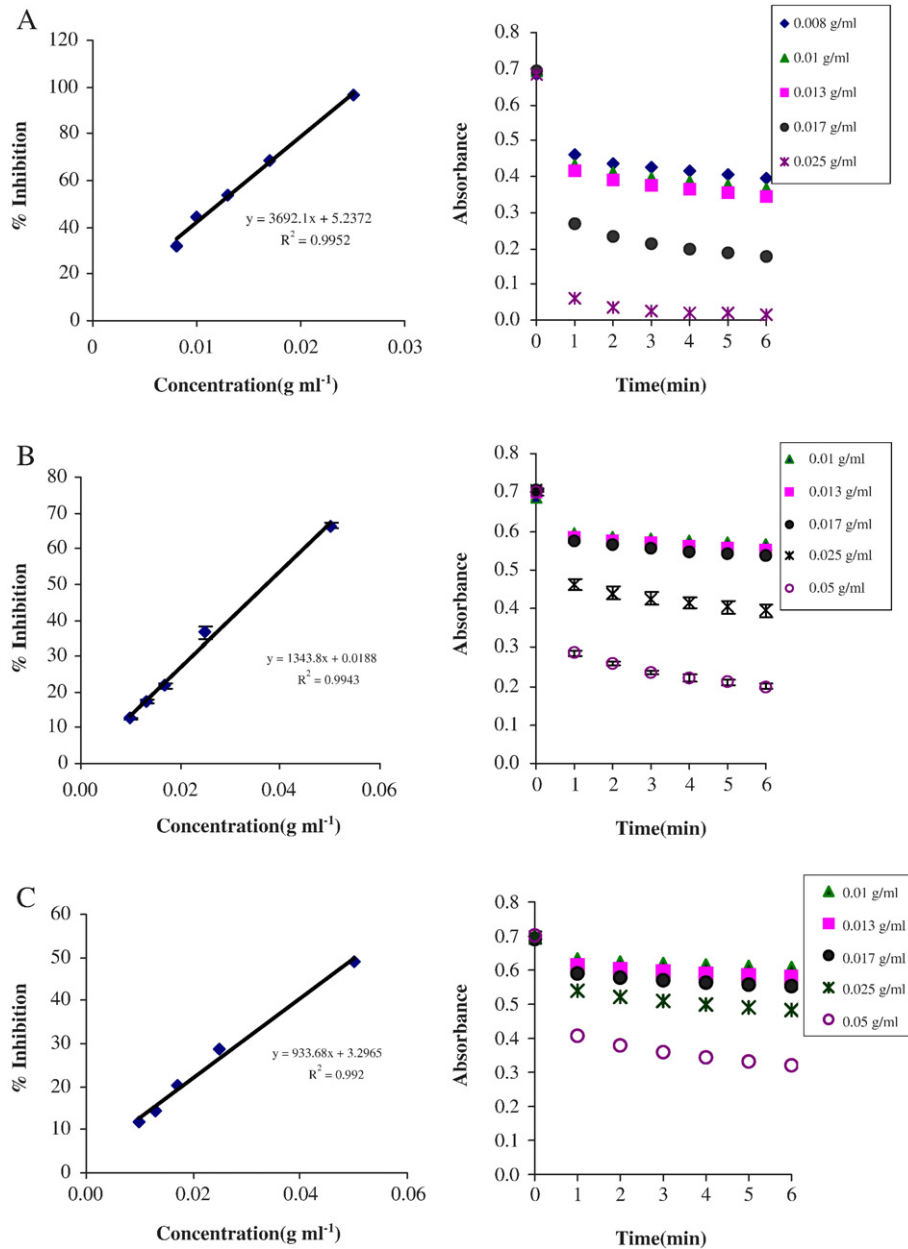 A
120
100
80
60
40
20
0
0
0.01
0.02
0.03
% Inhibition
Concentration(g ml-1)
y = 3692.1x + 5.2372
R2 = 0.9952
0.8
0.7
0.6
0.5
0.4
0.3
0.2
0.1
0.0
0 1 2 3 4 5 6
Absorbance
Time(min)
0.008 g/ml
0.01 g/ml
0.013 g/ml
0.017 g/ml
0.025 g/ml
B
80
70
60
50
40
30
20
10
0
0.00
0.02
0.04
0.06
% Inhibition
Concentration(g ml-1)
y = 1343.8x + 0.0188
R2 = 0.9943
0.8
0.7
0.6
0.5
0.4
0.3
0.2
0.1
0.0
0 1 2 3 4 5 6
Absorbance
Time(min)
0.01 g/ml
0.013 g/ml
0.017 g/ml
0.025 g/ml
0.05 g/ml
C
60
50
40
30
20
10
0
0.00
0.02
0.04
0.06
% Inhibition
Concentration(g ml-1)
y = 933.68x + 3.2965
R2 = 0.992
0.8
0.7
0.6
0.5
0.4
0.3
0.2
0.1
0.0
0 1 2 3 4 5 6
Absorbance
Time(min)
0.01 g/ml
0.013 g/ml
0.017 g/ml
0.025 g/ml
0.05 g/ml